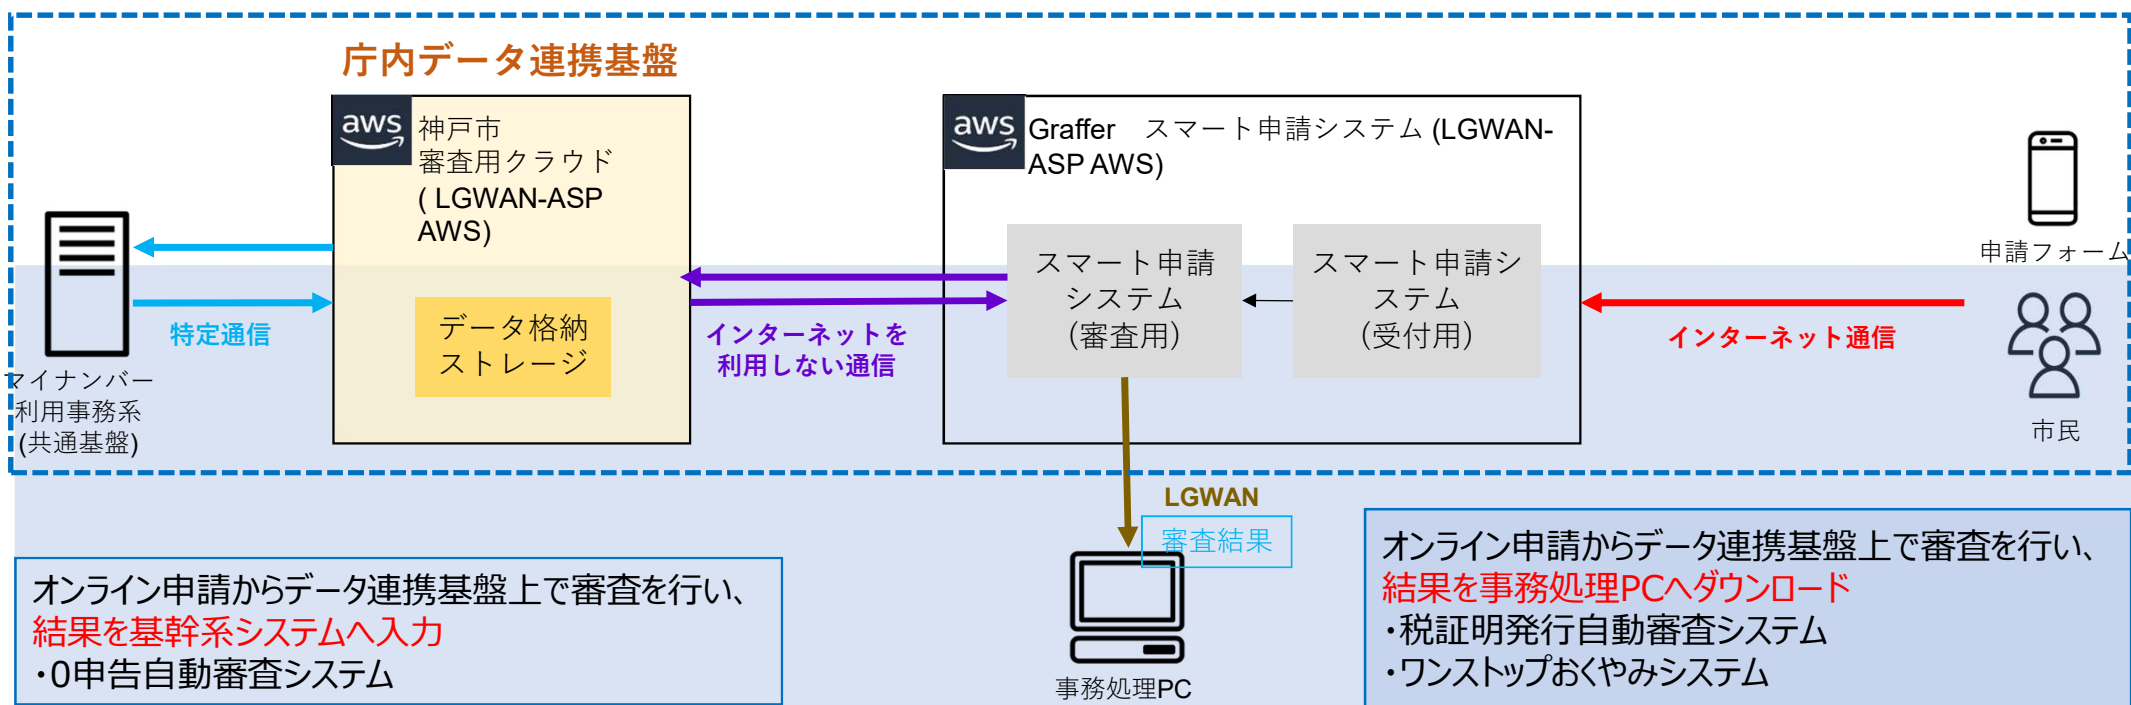 庁内データ連携基盤
aws
神戸市
審査用クラウド
( LGWAN-ASP
AWS)
データ格納
ストレージ
特定通信
マイナンバー
利用事務系
(共通基盤)
インターネットを
利用しない通信
aws
Graffer　スマート申請システム (LGWAN-
ASP AWS)
スマート申請
システム
(審査用)
スマート申請シ
ステム
(受付用)
インターネット通信
申請フォーム
市民
LGWAN
審査結果
事務処理PC
オンライン申請からデータ連携基盤上で審査を行い、
結果を基幹系システムへ入力
・0申告自動審査システム
オンライン申請からデータ連携基盤上で審査を行い、
結果を事務処理PCへダウンロード
・税証明発行自動審査システム
・ワンストップおくやみシステム